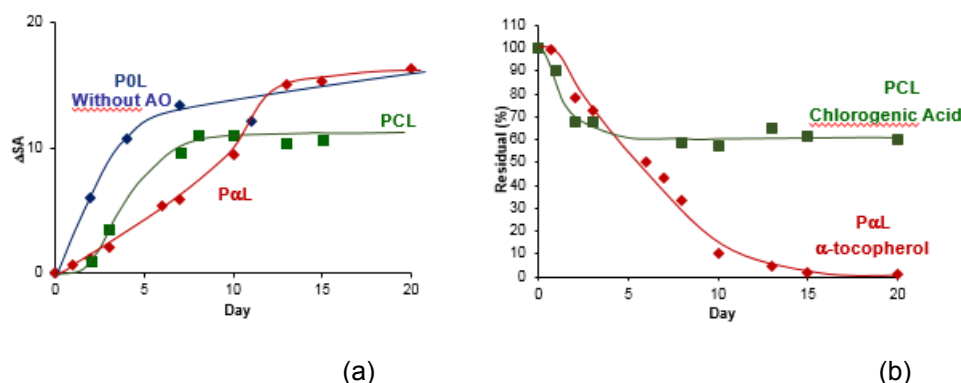 20
10
0
ΔSA
P0L
Without AO
PCL
PαL
0 5 10 15 20
Day
(a)
110
100
90
80
70
60
50
40
30
20
10
0
Residual (%)
PCL
Chlorogenic Acid
PαL
α-tocopherol
0 5 10 15 20
Day
(b)